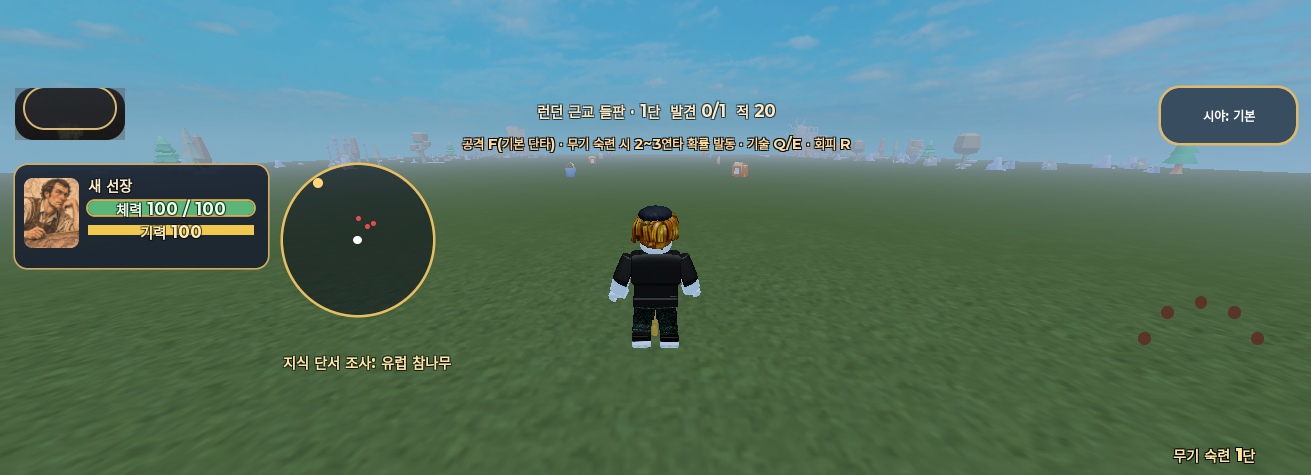 런던 근교 들판 · 1단 발견 0/1 적 20
공격 F(기본 단타) · 무기 숙련 시 2~3연타 확률 발동 · 기술 Q/E · 회피 R
시야: 기본
새 선장
체력 100 / 100
기력 100
지식 단서 조사: 유럽 참나무
무기 숙련 1단